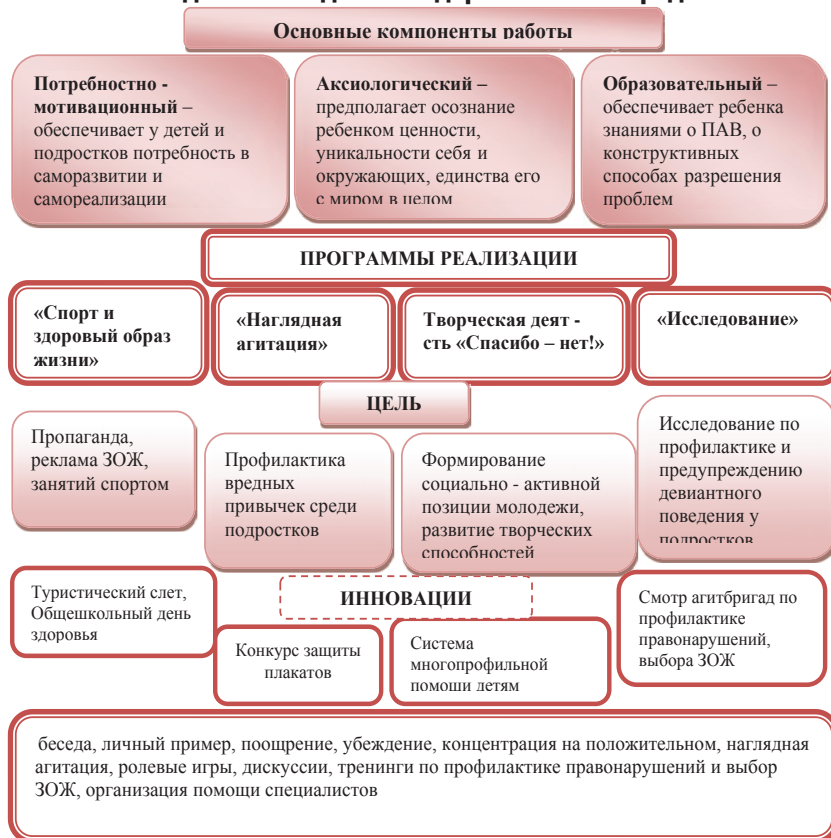 Основные компоненты работы
Потребностно -
мотивационный –
обеспечивает у детей и
подростков потребность в
саморазвитии и
самореализации
Аксиологический –
предполагает осознание
ребенком ценности,
уникальности себя и
окружающих, единства его
с миром в целом
Образовательный –
обеспечивает ребенка
знаниями о ПАВ, о
конструктивных
способах разрешения
проблем
ПРОГРАММЫ РЕАЛИЗАЦИИ
«Спорт и
здоровый образ
жизни»
«Наглядная
агитация»
Творческая деят -
сть «Спасибо – нет!»
«Исследование»
ЦЕЛЬ
Пропаганда,
реклама ЗОЖ,
занятий спортом
Профилактика
вредных
привычек среди
подростков
Формирование
социально - активной
позиции молодежи,
развитие творческих
способностей
Исследование по
профилактике и
предупреждению
девиантного
поведения у
подростков
Туристический слет,
Общешкольный день
здоровья
ИННОВАЦИИ
Конкурс защиты
плакатов
Система
многопрофильной
помощи детям
Смотр агитбригад по
профилактике
правонарушений,
выбора ЗОЖ
беседа, личный пример, поощрение, убеждение, концентрация на положительном, наглядная
агитация, ролевые игры, дискуссии, тренинги по профилактике правонарушений и выбор
ЗОЖ, организация помощи специалистов